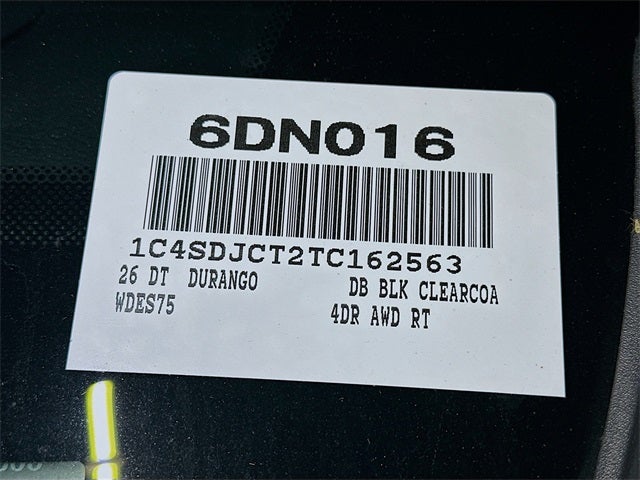 6DN016
1C4SDJCT2TC162563
26 DT DURANGO DB BLK CLEARCOA
WDES75 4DR AWD RT